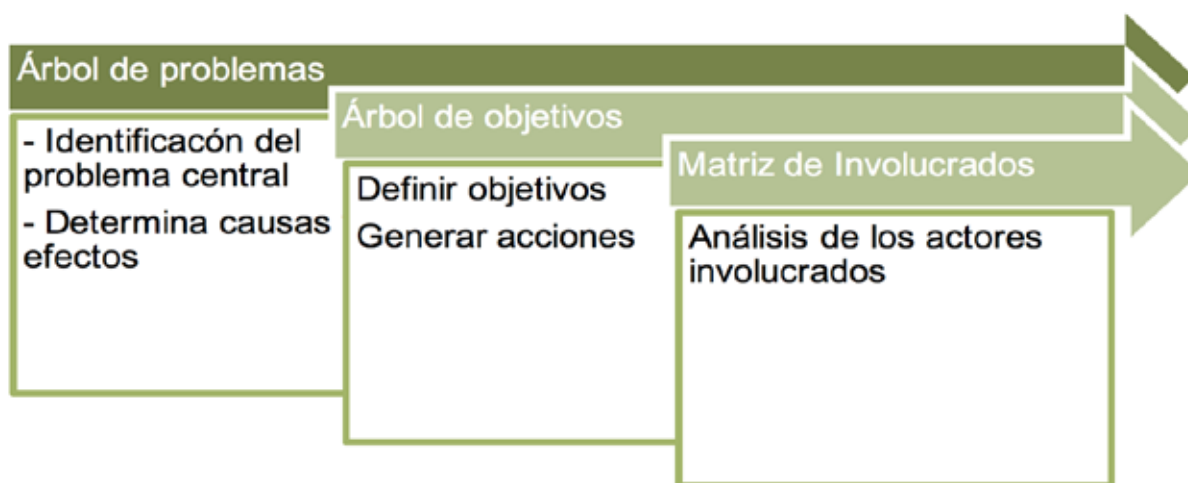 Árbol de problemas
- Identificacón del
problema central
- Determina causas
efectos
Árbol de objetivos
Definir objetivos
Generar acciones
Matriz de Involucrados
Análisis de los actores
involucrados